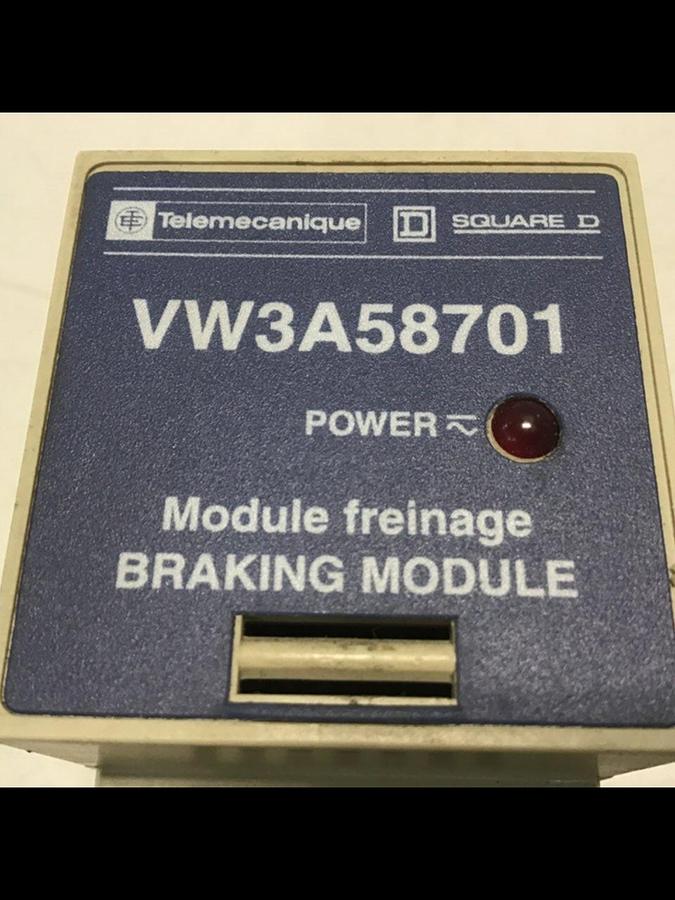 Telemecanique D SQUARE D
VW3A58701
POWER ⎓~
Module freinage
BRAKING MODULE